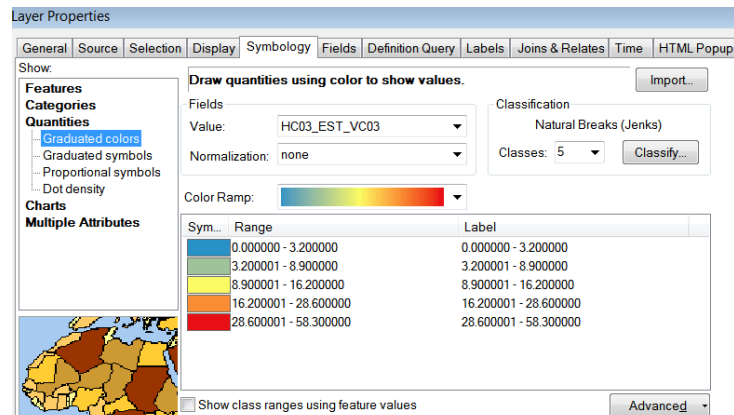 Layer Properties
General Source Selection Display Symbology Fields Definition Query Labels Joins & Relates Time HTML Popup
Show:
Features
Categories
Quantities
Graduated colors
Graduated symbols
Proportional symbols
Dot density
Charts
Multiple Attributes
Draw quantities using color to show values.
Import...
Fields
Value: HC03_EST_VC03
Normalization: none
Classification
Natural Breaks (Jenks)
Classes: 5 Classify...
Color Ramp:
Sym... Range Label
0.000000 - 3.200000 0.000000 - 3.200000
3.200001 - 8.900000 3.200001 - 8.900000
8.900001 - 16.200000 8.900001 - 16.200000
16.200001 - 28.600000 16.200001 - 28.600000
28.600001 - 58.300000 28.600001 - 58.300000
Show class ranges using feature values
Advanced